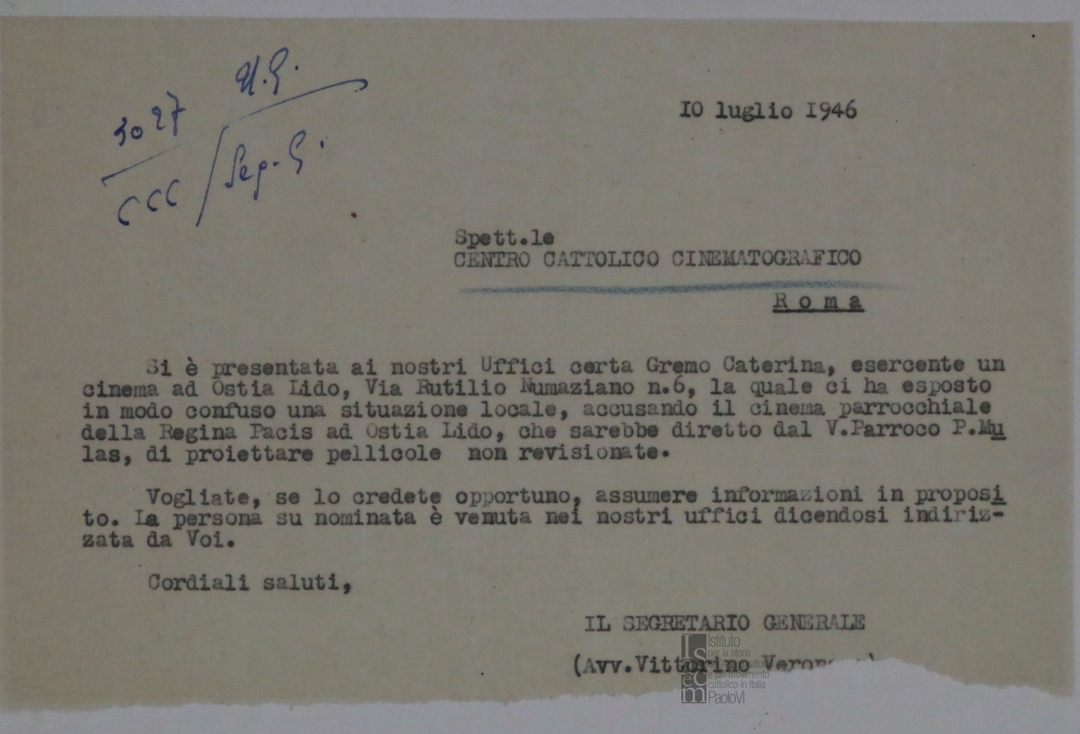 U.G.
3027
CCC / Seg. G.
10 luglio 1946
Spett.le
CENTRO CATTOLICO CINEMATOGRAFICO
Roma
Si è presentata ai nostri Uffici certa Gremo Caterina, esercente un
cinema ad Ostia Lido, Via Rutilio Numaziano n.6, la quale ci ha esposto
in modo confuso una situazione locale, accusando il cinema parrocchiale
della Regina Pacis ad Ostia Lido, che sarebbe diretto dal V.Parroco P.Mu
las, di proiettare pellicole non revisionate.
Vogliate, se lo credete opportuno, assumere informazioni in proposi
to. La persona su nominata è venuta nei nostri uffici dicendosi indiriz-
zata da Voi.
Cordiali saluti,
IL SEGRETARIO GENERALE
(Avv.Vittorino
Istituto
per la storia
cattolico in Italia
PaoloVI